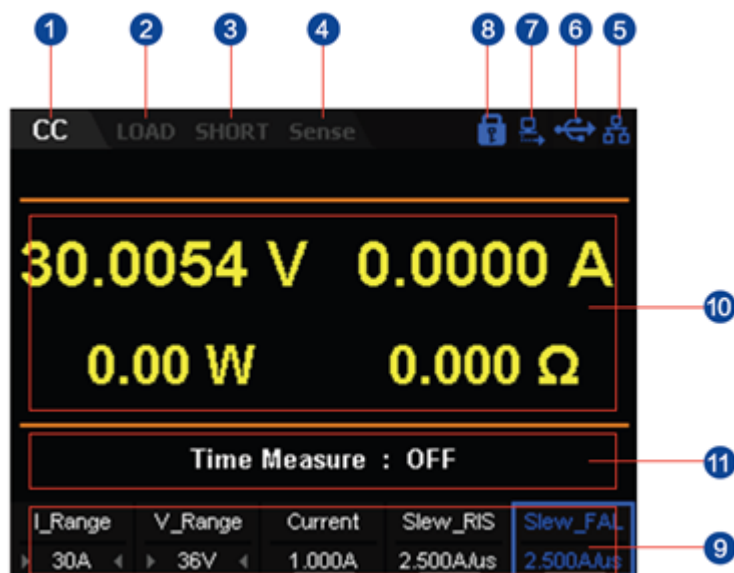 1 2 3 4 8 7 6 5
CC LOAD SHORT Sense
30.0054 V 0.0000 A
10
0.00 W 0.000 Ω
Time Measure : OFF 11
I_Range V_Range Current Slew_RIS Slew_FAL
30A 36V 1.000A 2.500A/us 2.500A/us 9